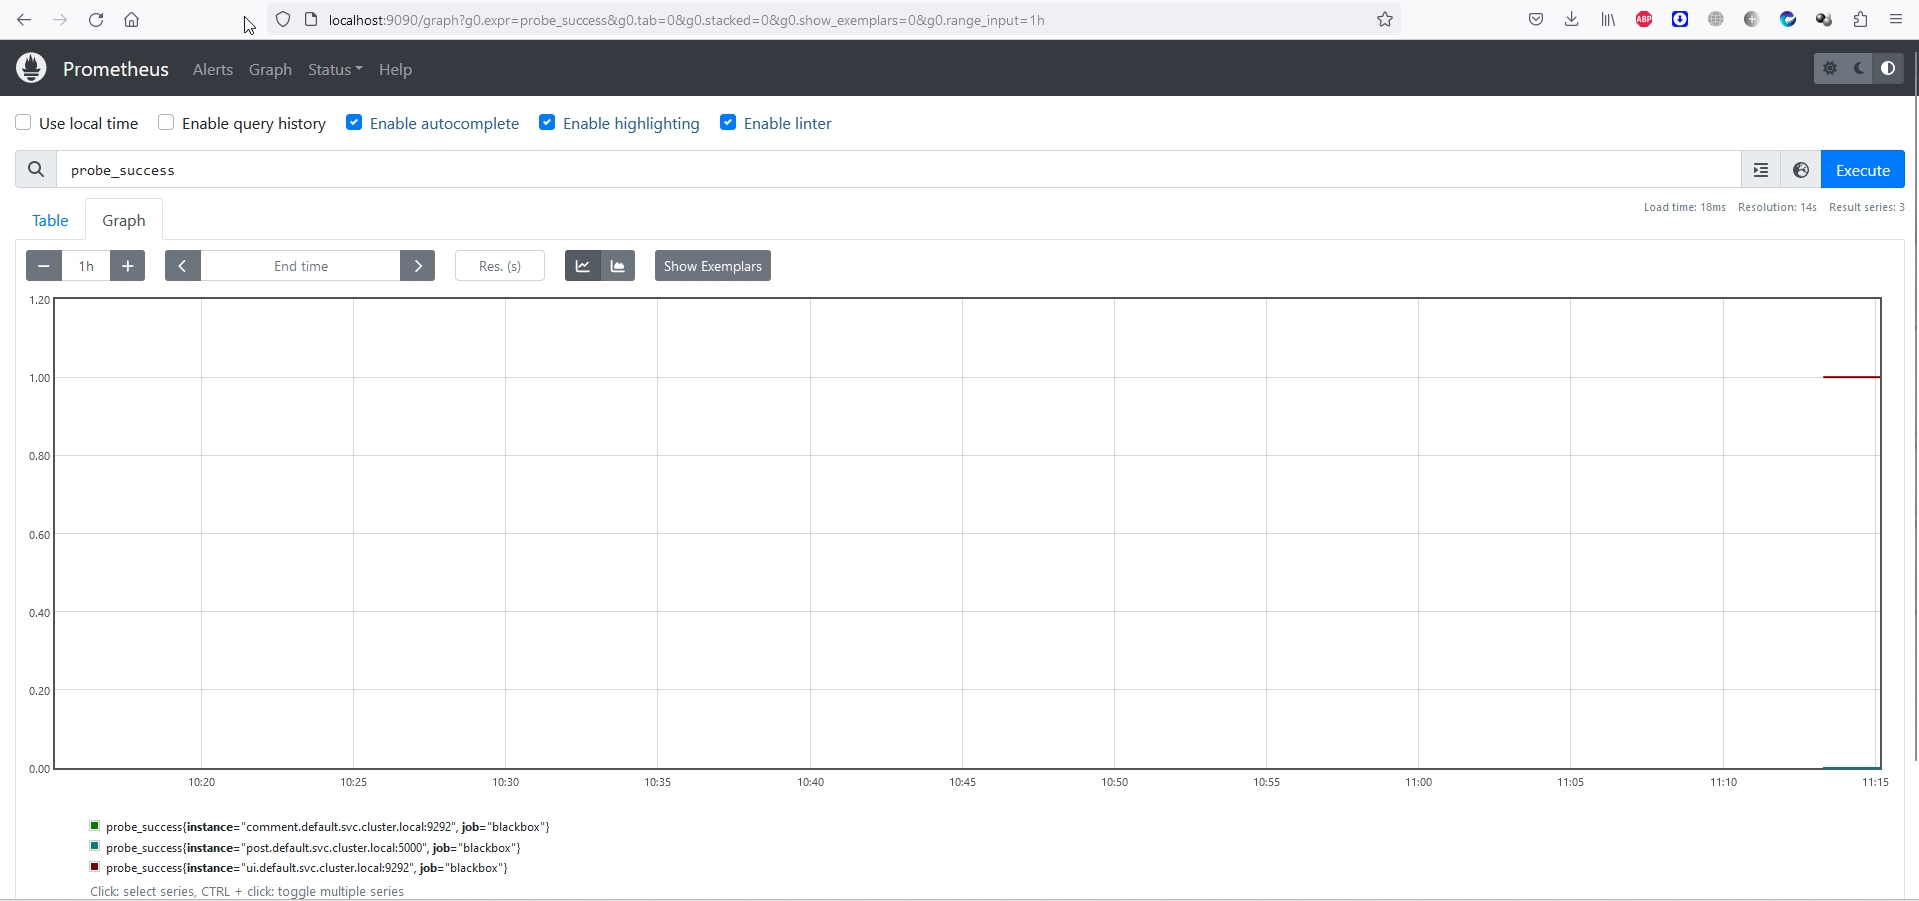 localhost:9090/graph?g0.expr=probe_success&g0.tab=0&g0.stacked=0&g0.show_exemplars=0&g0.range_input=1h
ABP
Prometheus Alerts Graph Status Help
Use local time Enable query history Enable autocomplete Enable highlighting Enable linter
probe_success
Execute
Table Graph
Load time: 18ms Resolution: 14s Result series: 3
− 1h + End time Res. (s) Show Exemplars
1.20
1.00
0.80
0.60
0.40
0.20
0.00
10:20 10:25 10:30 10:35 10:40 10:45 10:50 10:55 11:00 11:05 11:10 11:15
probe_success{instance="comment.default.svc.cluster.local:9292", job="blackbox"}
probe_success{instance="post.default.svc.cluster.local:5000", job="blackbox"}
probe_success{instance="ui.default.svc.cluster.local:9292", job="blackbox"}
Click: select series, CTRL + click: toggle multiple series